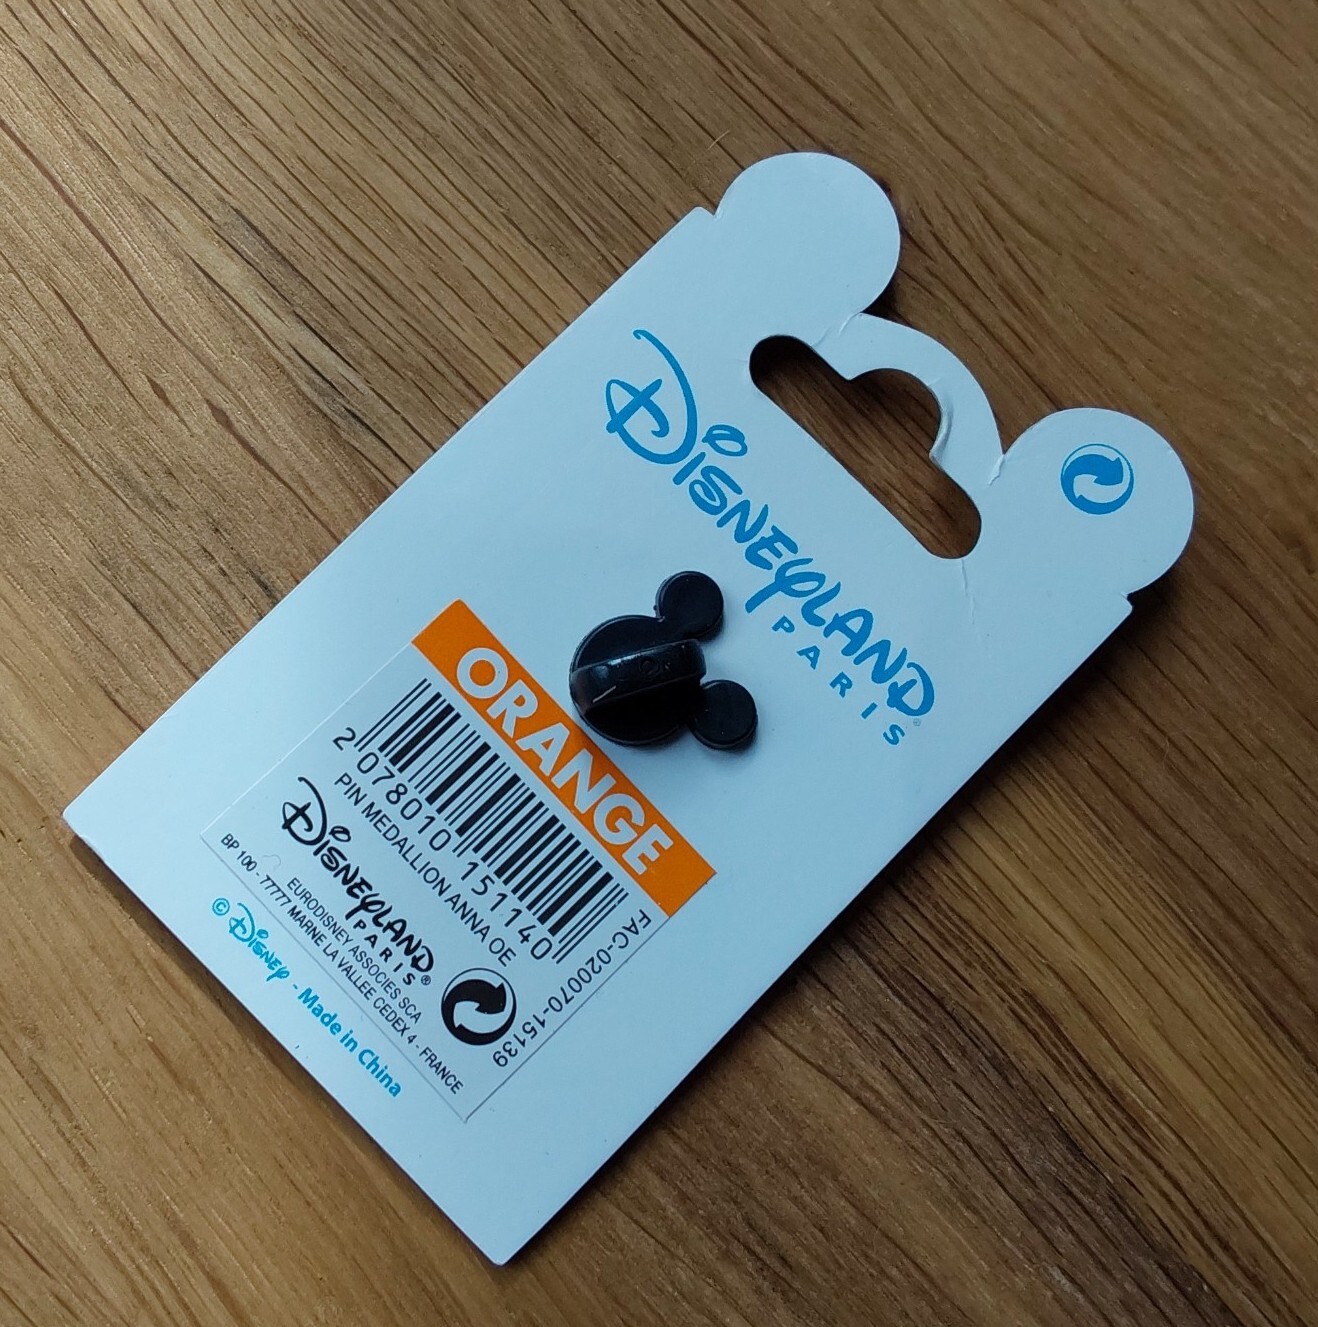 Disneyland
PARIS
ORANGE
2 078010 151140
PIN MEDALLION ANNA OE
FAC-020070-15139
Disneyland
PARIS®
EURODISNEY ASSOCIES SCA
BP 100 - 77777 MARNE LA VALLEE CEDEX 4 - FRANCE
© Disney - Made in China